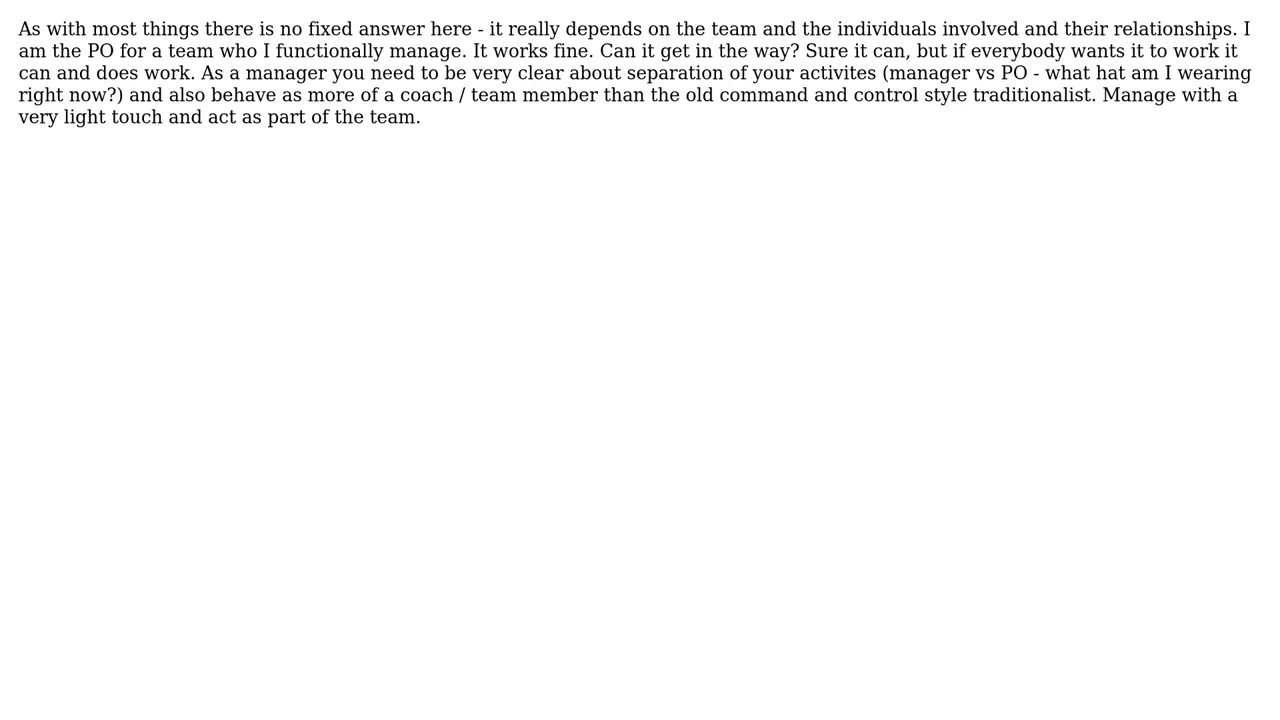 As with most things there is no fixed answer here - it really depends on the team and the individuals involved and their relationships. I
am the PO for a team who I functionally manage. It works fine. Can it get in the way? Sure it can, but if everybody wants it to work it
can and does work. As a manager you need to be very clear about separation of your activites (manager vs PO - what hat am I wearing
right now?) and also behave as more of a coach / team member than the old command and control style traditionalist. Manage with a
very light touch and act as part of the team.